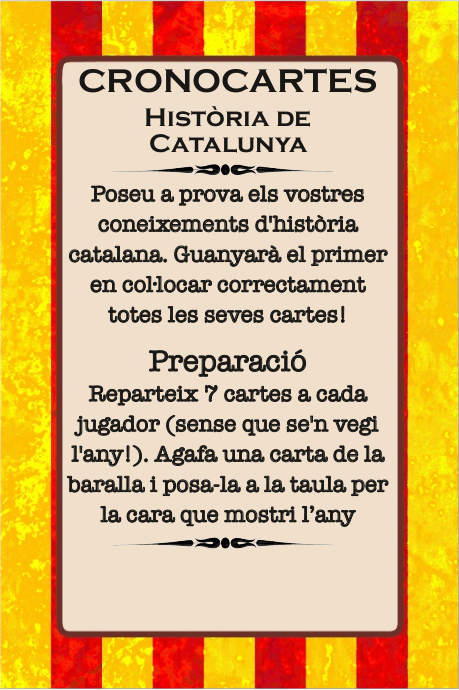 CRONOCARTES
HISTÒRIA DE
CATALUNYA
Poseu a prova els vostres
coneixements d'història
catalana. Guanyarà el primer
en col·locar correctament
totes les seves cartes!
Preparació
Reparteix 7 cartes a cada
jugador (sense que se'n vegi
l'any!). Agafa una carta de la
baralla i posa-la a la taula per
la cara que mostri l’any